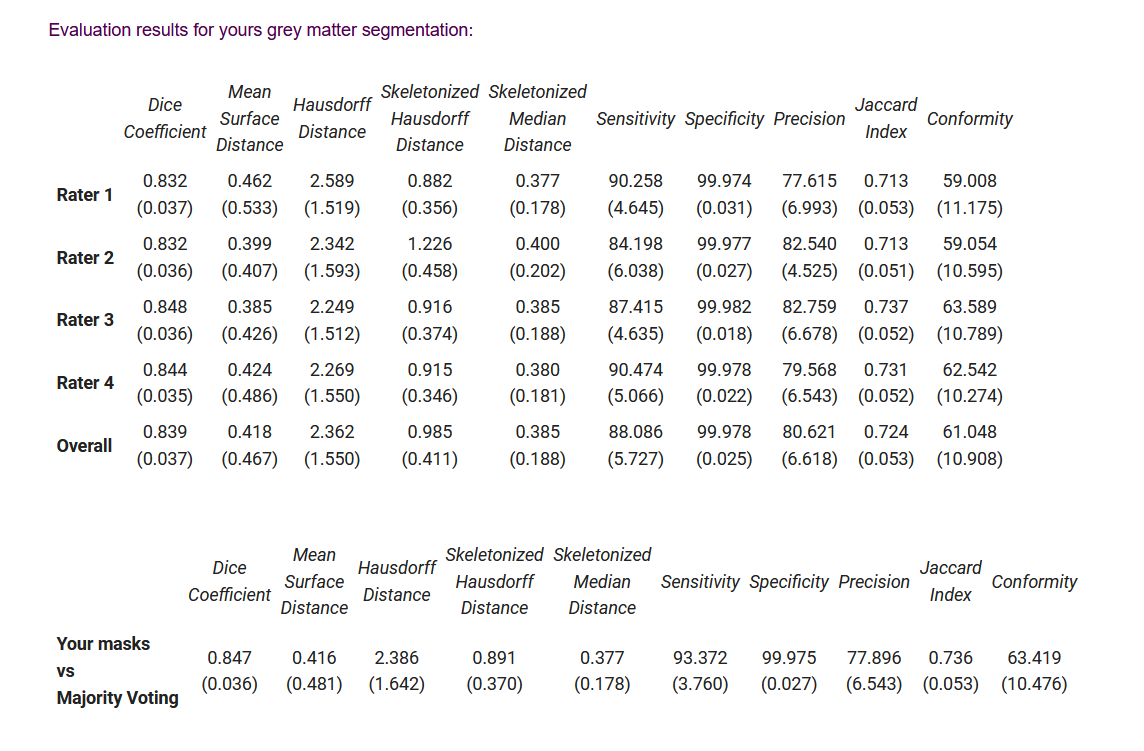 Evaluation results for yours grey matter segmentation:
Dice Coefficient Mean Surface Distance Hausdorff Distance Skeletonized Hausdorff Distance Skeletonized Median Distance Sensitivity Specificity Precision Jaccard Index Conformity
Rater 1 0.832 0.462 2.589 0.882 0.377 90.258 99.974 77.615 0.713 59.008
(0.037) (0.533) (1.519) (0.356) (0.178) (4.645) (0.031) (6.993) (0.053) (11.175)
Rater 2 0.832 0.399 2.342 1.226 0.400 84.198 99.977 82.540 0.713 59.054
(0.036) (0.407) (1.593) (0.458) (0.202) (6.038) (0.027) (4.525) (0.051) (10.595)
Rater 3 0.848 0.385 2.249 0.916 0.385 87.415 99.982 82.759 0.737 63.589
(0.036) (0.426) (1.512) (0.374) (0.188) (4.635) (0.018) (6.678) (0.052) (10.789)
Rater 4 0.844 0.424 2.269 0.915 0.380 90.474 99.978 79.568 0.731 62.542
(0.035) (0.486) (1.550) (0.346) (0.181) (5.066) (0.022) (6.543) (0.052) (10.274)
Overall 0.839 0.418 2.362 0.985 0.385 88.086 99.978 80.621 0.724 61.048
(0.037) (0.467) (1.550) (0.411) (0.188) (5.727) (0.025) (6.618) (0.053) (10.908)
Dice Coefficient Mean Surface Distance Hausdorff Distance Skeletonized Hausdorff Distance Skeletonized Median Distance Sensitivity Specificity Precision Jaccard Index Conformity
Your masks vs Majority Voting 0.847 0.416 2.386 0.891 0.377 93.372 99.975 77.896 0.736 63.419
(0.036) (0.481) (1.642) (0.370) (0.178) (3.760) (0.027) (6.543) (0.053) (10.476)